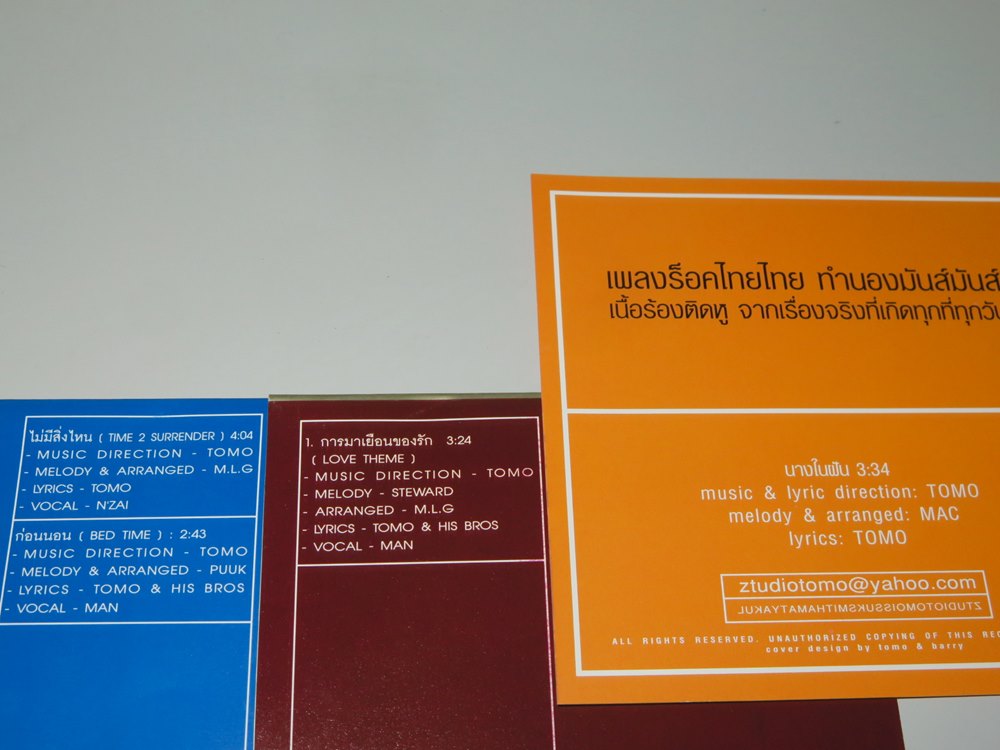 ไม่มีสิ่งไหน ( TIME 2 SURRENDER ) 4:04
- MUSIC DIRECTION - TOMO
- MELODY & ARRANGED - M.L.G
- LYRICS - TOMO
- VOCAL - N'ZAI
ก่อนนอน ( BED TIME ) : 2:43
- MUSIC DIRECTION - TOMO
- MELODY & ARRANGED - PUUK
- LYRICS - TOMO & HIS BROS
- VOCAL - MAN
1. การมาเยือนของรัก 3:24
( LOVE THEME )
- MUSIC DIRECTION - TOMO
- MELODY - STEWARD
- ARRANGED - M.L.G
- LYRICS - TOMO & HIS BROS
- VOCAL - MAN
เพลงร็อคไทยไทย ทำนองมันส์มันส์
เนื้อร้องติดหู จากเรื่องจริงที่เกิดทุกที่ทุกวัน
นางในฝัน 3:34
music & lyric direction: TOMO
melody & arranged: MAC
lyrics: TOMO
ztudiotomo@yahoo.com
ZTUDIOTOMOISSUKSMITHAMATYAKUL
ALL RIGHTS RESERVED. UNAUTHORIZED COPYING OF THIS REC
cover design by tomo & barry